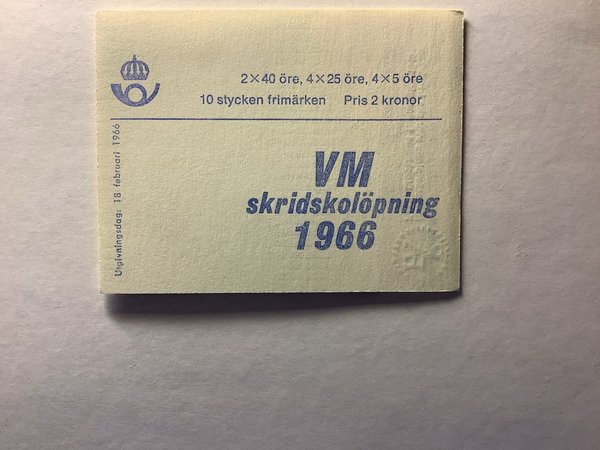 2×40 öre, 4×25 öre, 4×5 öre
10 stycken frimärken Pris 2 kronor
Utgivningsdag: 18 februari 1966
VM
skridskolöpning
1966